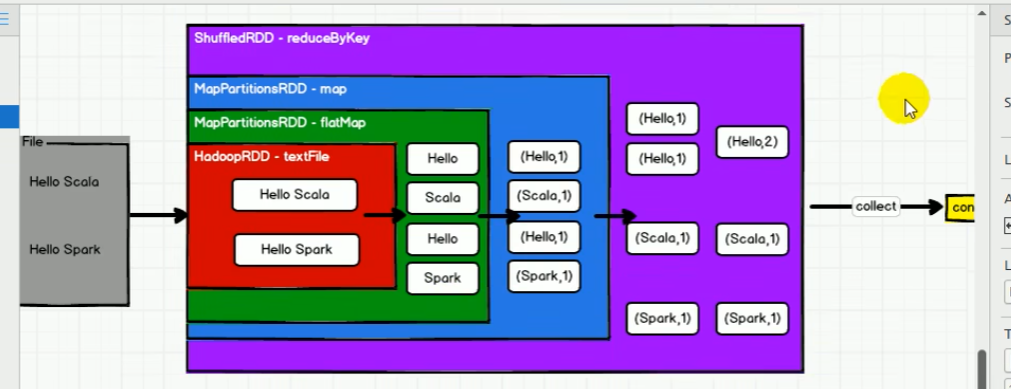 ShuffledRDD - reduceByKey
MapPartitionsRDD - map
MapPartitionsRDD - flatMap
HadoopRDD - textFile
File
Hello Scala
Hello Spark
Hello Scala
Hello Spark
Hello
Scala
Hello
Spark
(Hello,1)
(Scala,1)
(Hello,1)
(Spark,1)
(Hello,1)
(Hello,1)
(Hello,2)
(Scala,1)
(Scala,1)
(Spark,1)
(Spark,1)
collect
con
S
P
S
L
A
L
T